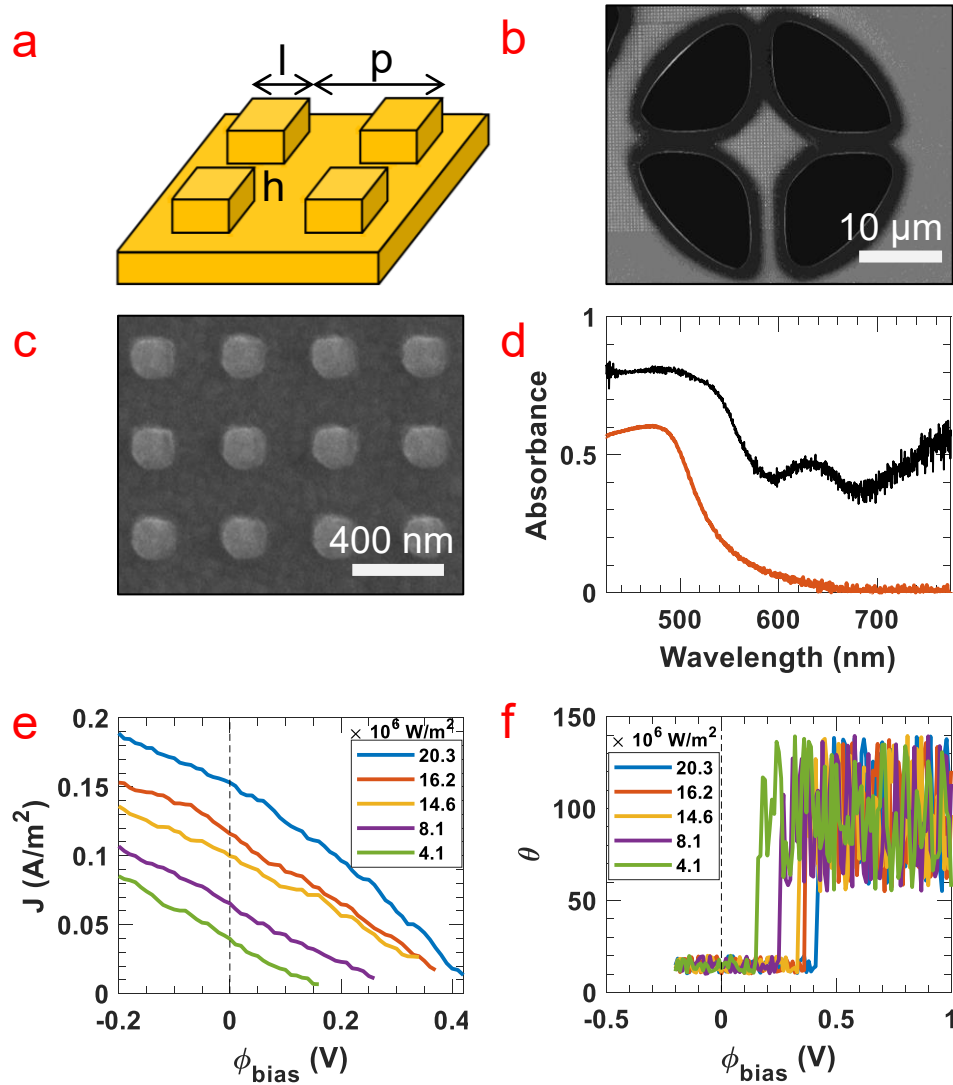 a
l
p
h
b
10 µm
c
400 nm
d
1
0.5
0
Absorbance
500
600
700
Wavelength (nm)
e
0.2
0.15
0.1
0.05
0
J (A/m²)
× 10⁶ W/m²
20.3
16.2
14.6
8.1
4.1
-0.2
0
0.2
0.4
ϕbias (V)
f
150
100
50
0
θ
× 10⁶ W/m²
20.3
16.2
14.6
8.1
4.1
-0.5
0
0.5
1
ϕbias (V)